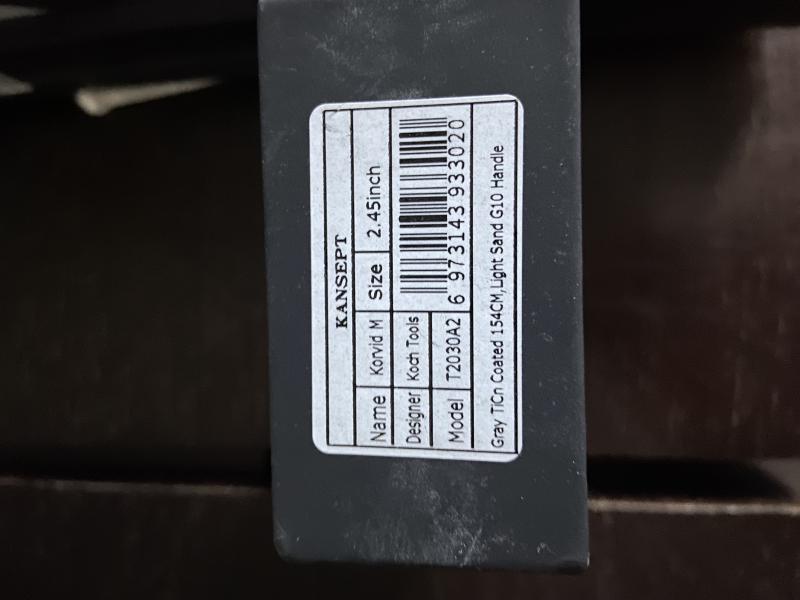 KANSEPT
Name Korvid M Size 2.45inch
Designer Koch Tools
Model T2030A2
6 973143 933020
Gray TiCn Coated 154CM,Light Sand G10 Handle